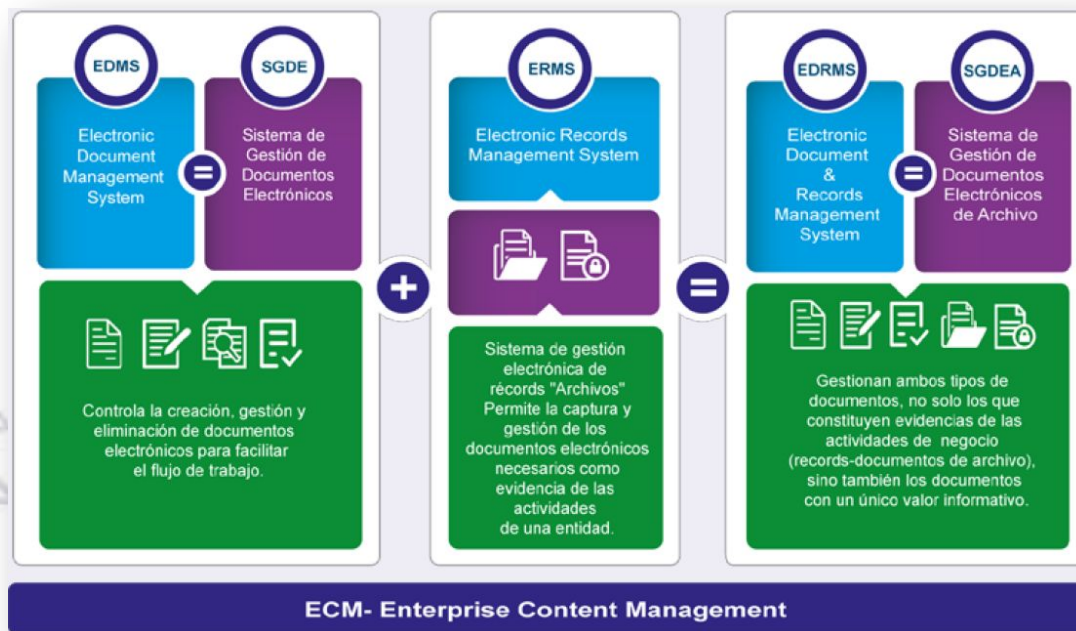 EDMS
SGDE
Electronic
Document
Management
System
=
Sistema de
Gestión de
Documentos
Electrónicos
Controla la creación, gestión y
eliminación de documentos
electrónicos para facilitar
el flujo de trabajo.
+
ERMS
Electronic Records
Management System
Sistema de gestión
electrónica de
récords "Archivos"
Permite la captura y
gestión de los
documentos electrónicos
necesarios como
evidencia de las
actividades
de una entidad.
=
EDRMS
SGDEA
Electronic
Document
&
Records
Management
System
=
Sistema de
Gestión de
Documentos
Electrónicos
de Archivo
Gestionan ambos tipos de
documentos, no solo los que
constituyen evidencias de las
actividades de negocio
(records-documentos de archivo),
sino también los documentos
con un único valor informativo.
ECM- Enterprise Content Management